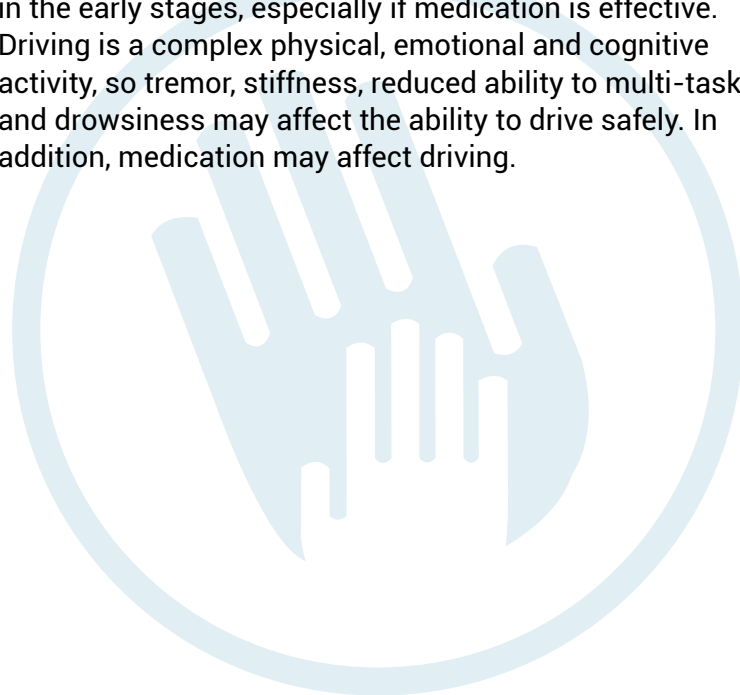 in the early stages, especially if medication is effective.
Driving is a complex physical, emotional and cognitive
activity, so tremor, stiffness, reduced ability to multi-task
and drowsiness may affect the ability to drive safely. In
addition, medication may affect driving.